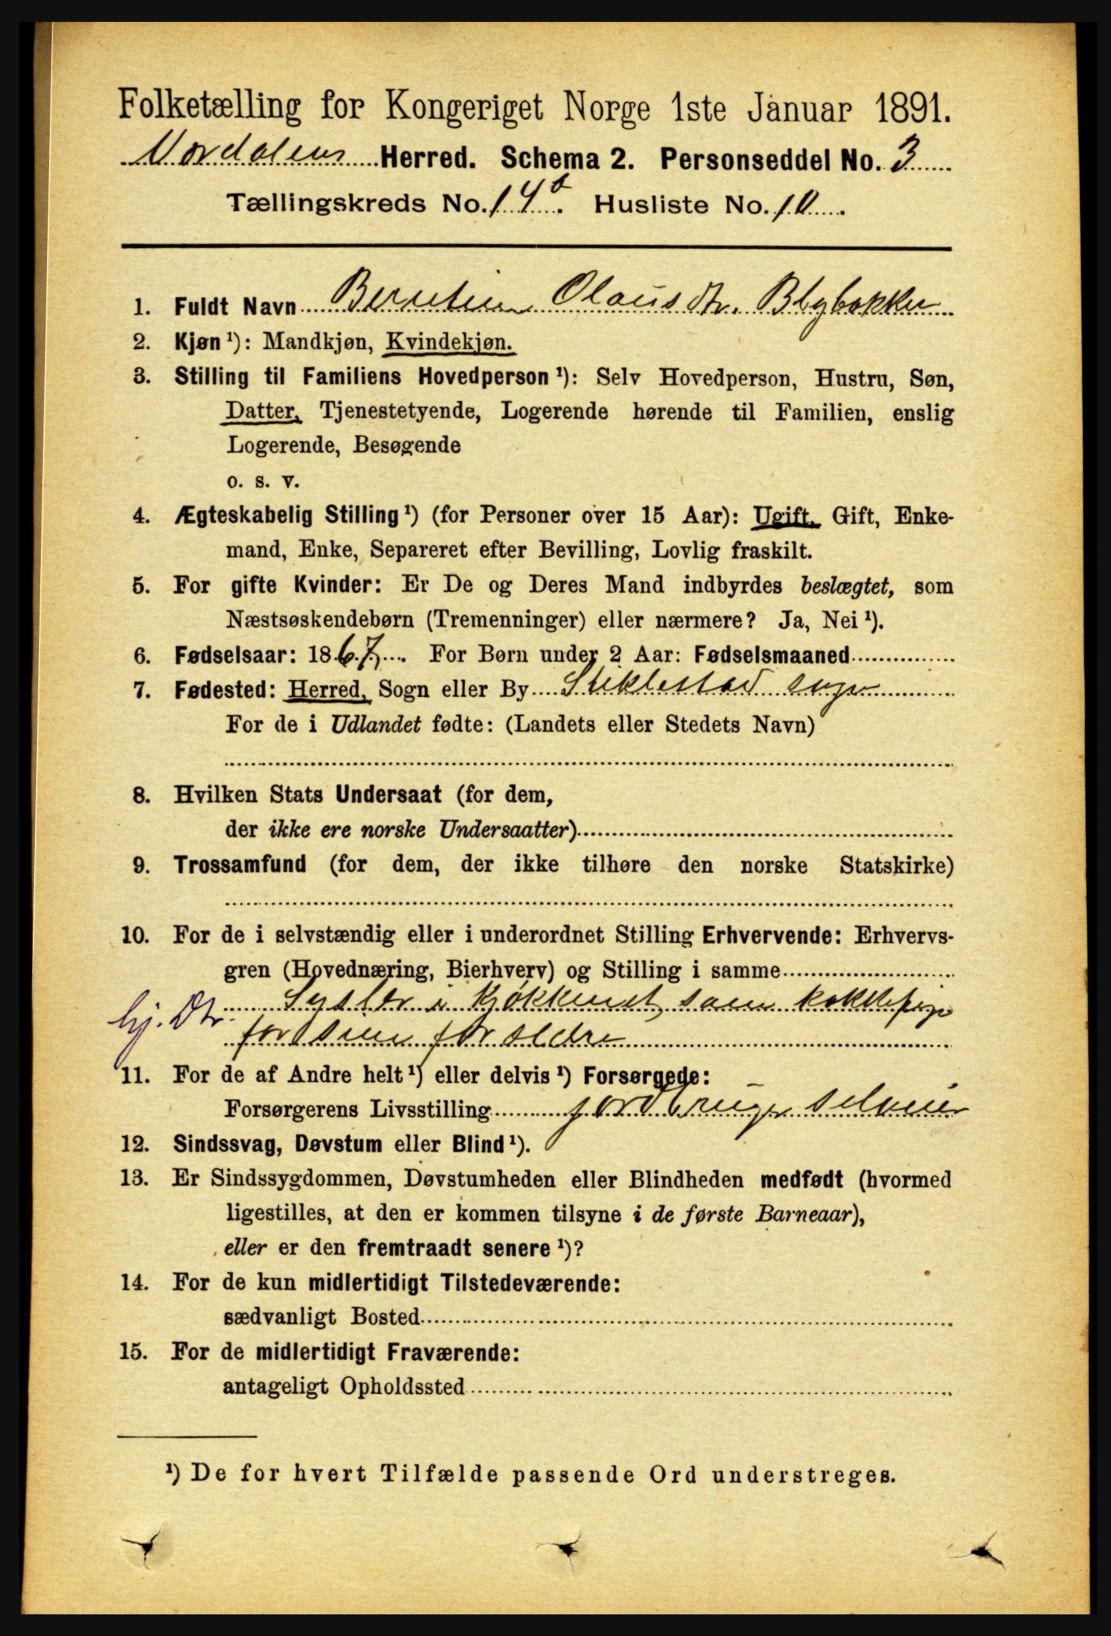 Folketælling for Kongeriget Norge 1ste Januar 1891.
Værdalens Herred. Schema 2. Personseddel No. 3
Tællingskreds No. 14b. Husliste No. 10.
1. Fuldt Navn Berntine Olausdtr. Blybakken
2. Kjøn ¹): Mandkjøn, Kvindekjøn.
3. Stilling til Familiens Hovedperson ¹): Selv Hovedperson, Hustru, Søn,
Datter, Tjenestetyende, Logerende hørende til Familien, enslig
Logerende, Besøgende
o. s. v.
4. Ægteskabelig Stilling ¹) (for Personer over 15 Aar): Ugift, Gift, Enke-
mand, Enke, Separeret efter Bevilling, Lovlig fraskilt.
5. For gifte Kvinder: Er De og Deres Mand indbyrdes beslægtet, som
Næstsøskendebørn (Tremenninger) eller nærmere? Ja, Nei ¹).
6. Fødselsaar: 1867. For Børn under 2 Aar: Fødselsmaaned
7. Fødested: Herred, Sogn eller By Stiklestad sogn
For de i Udlandet fødte: (Landets eller Stedets Navn)
8. Hvilken Stats Undersaat (for dem,
der ikke ere norske Undersaatter)
9. Trossamfund (for dem, der ikke tilhøre den norske Statskirke)
10. For de i selvstændig eller i underordnet Stilling Erhvervende: Erhvervs-
gren (Hovednæring, Bierhverv) og Stilling i samme
Sysler i Kjøkkenet som kokkepige
hj. Dtr. for sine forældre
11. For de af Andre helt ¹) eller delvis ¹) Forsørgede:
Forsørgerens Livsstilling jordbruger selveier
12. Sindssvag, Døvstum eller Blind ¹).
13. Er Sindssygdommen, Døvstumheden eller Blindheden medfødt (hvormed
ligestilles, at den er kommen tilsyne i de første Barneaar),
eller er den fremtraadt senere ¹)?
14. For de kun midlertidigt Tilstedeværende:
sædvanligt Bosted
15. For de midlertidigt Fraværende:
antageligt Opholdssted
¹) De for hvert Tilfælde passende Ord understreges.